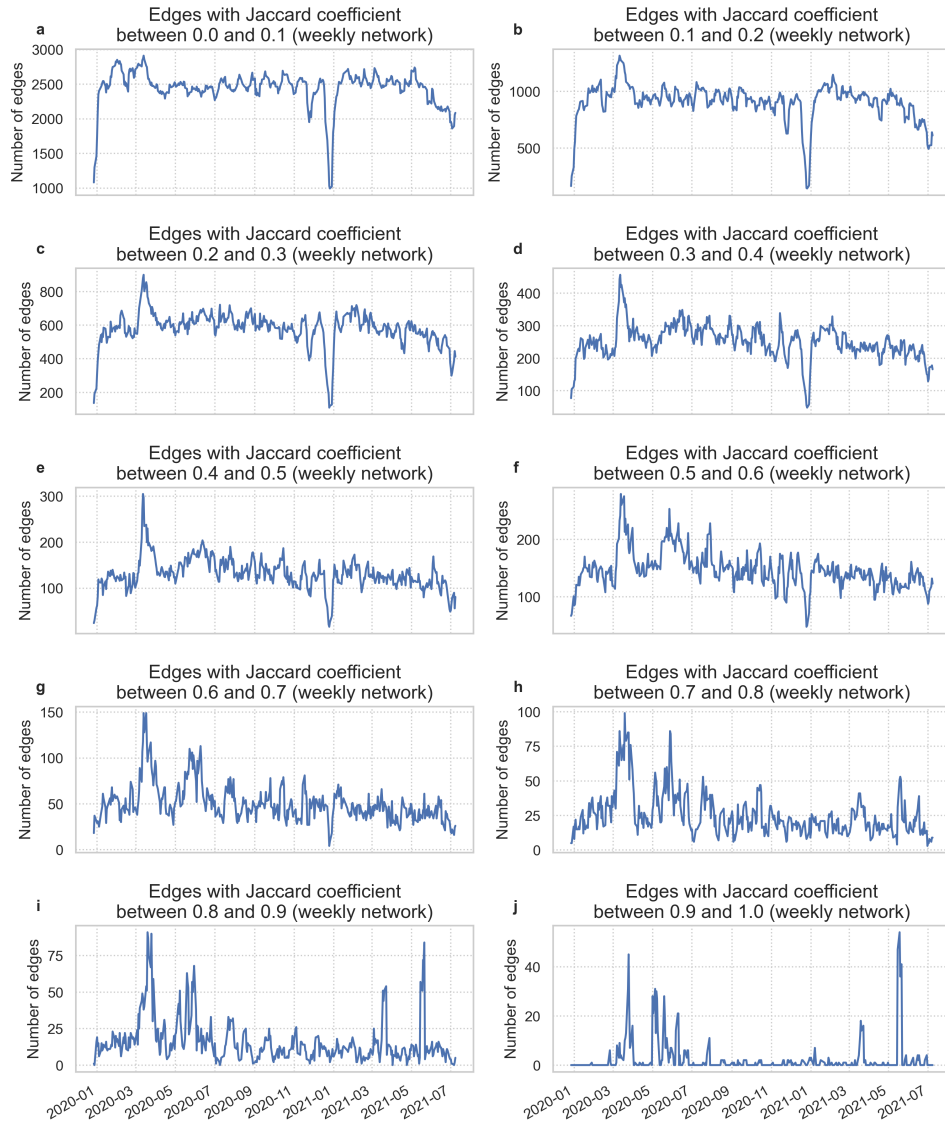 a
Edges with Jaccard coefficient
between 0.0 and 0.1 (weekly network)
Number of edges
3000
2500
2000
1500
1000
b
Edges with Jaccard coefficient
between 0.1 and 0.2 (weekly network)
Number of edges
1000
500
c
Edges with Jaccard coefficient
between 0.2 and 0.3 (weekly network)
Number of edges
800
600
400
200
d
Edges with Jaccard coefficient
between 0.3 and 0.4 (weekly network)
Number of edges
400
300
200
100
e
Edges with Jaccard coefficient
between 0.4 and 0.5 (weekly network)
Number of edges
300
200
100
f
Edges with Jaccard coefficient
between 0.5 and 0.6 (weekly network)
Number of edges
200
100
g
Edges with Jaccard coefficient
between 0.6 and 0.7 (weekly network)
Number of edges
150
100
50
0
h
Edges with Jaccard coefficient
between 0.7 and 0.8 (weekly network)
Number of edges
100
75
50
25
0
i
Edges with Jaccard coefficient
between 0.8 and 0.9 (weekly network)
Number of edges
75
50
25
0
2020-01
2020-03
2020-05
2020-07
2020-09
2020-11
2021-01
2021-03
2021-05
2021-07
j
Edges with Jaccard coefficient
between 0.9 and 1.0 (weekly network)
Number of edges
40
20
0
2020-01
2020-03
2020-05
2020-07
2020-09
2020-11
2021-01
2021-03
2021-05
2021-07